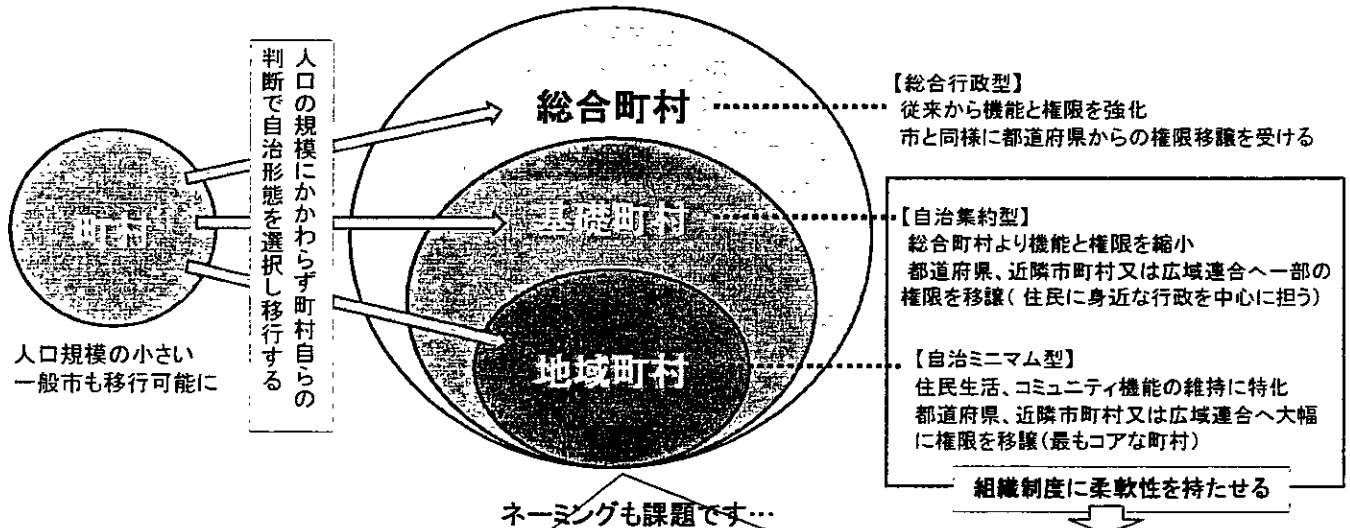 町村
人口規模の小さい
一般市も移行可能に
人口の規模にかかわらず町村自らの
判断で自治形態を選択し移行する
総合町村
基礎町村
地域町村
ネーミングも課題です…
【総合行政型】
従来から機能と権限を強化
市と同様に都道府県からの権限移譲を受ける
【自治集約型】
総合町村より機能と権限を縮小
都道府県、近隣市町村又は広域連合へ一部の
権限を移譲( 住民に身近な行政を中心に担う)
【自治ミニマム型】
住民生活、コミュニティ機能の維持に特化
都道府県、近隣市町村又は広域連合へ大幅
に権限を移譲(最もコアな町村)
組織制度に柔軟性を持たせる